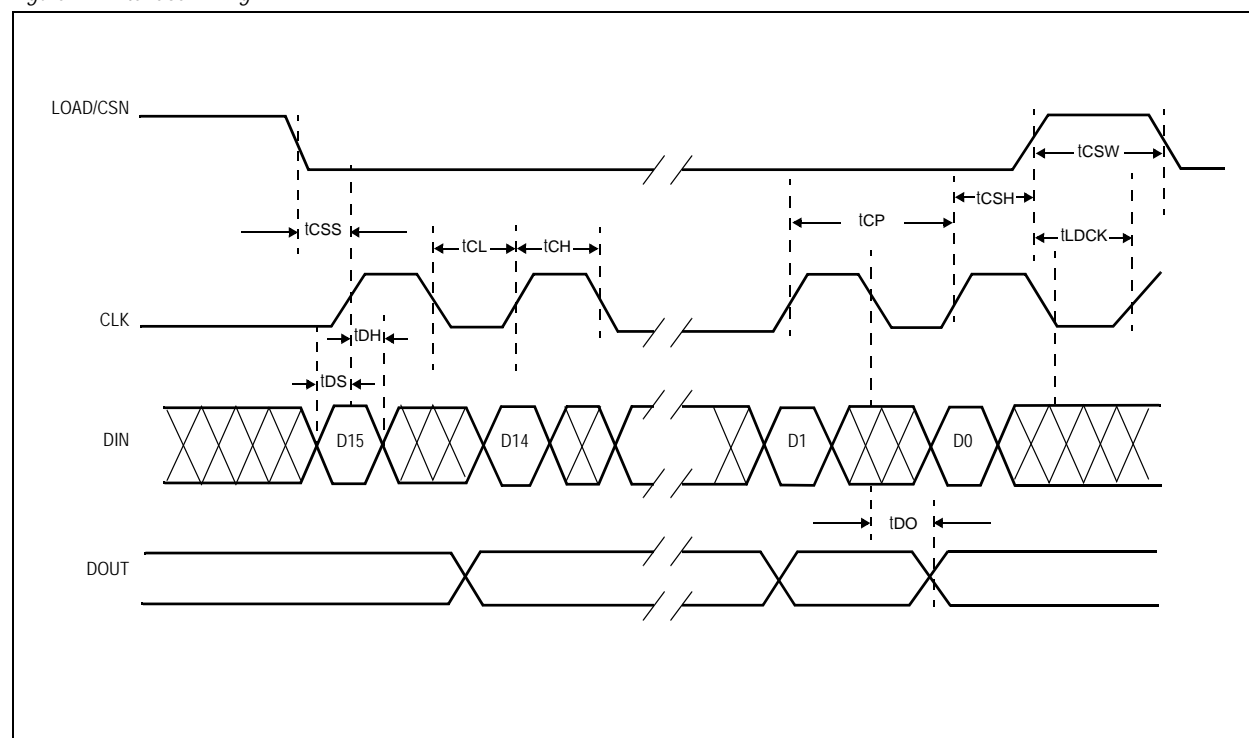 LOAD/CSN
tCSW
tCSH
tCP
tCSS
tCL
tCH
tLDCK
CLK
tDH
tDS
DIN
D15
D14
D1
D0
tDO
DOUT